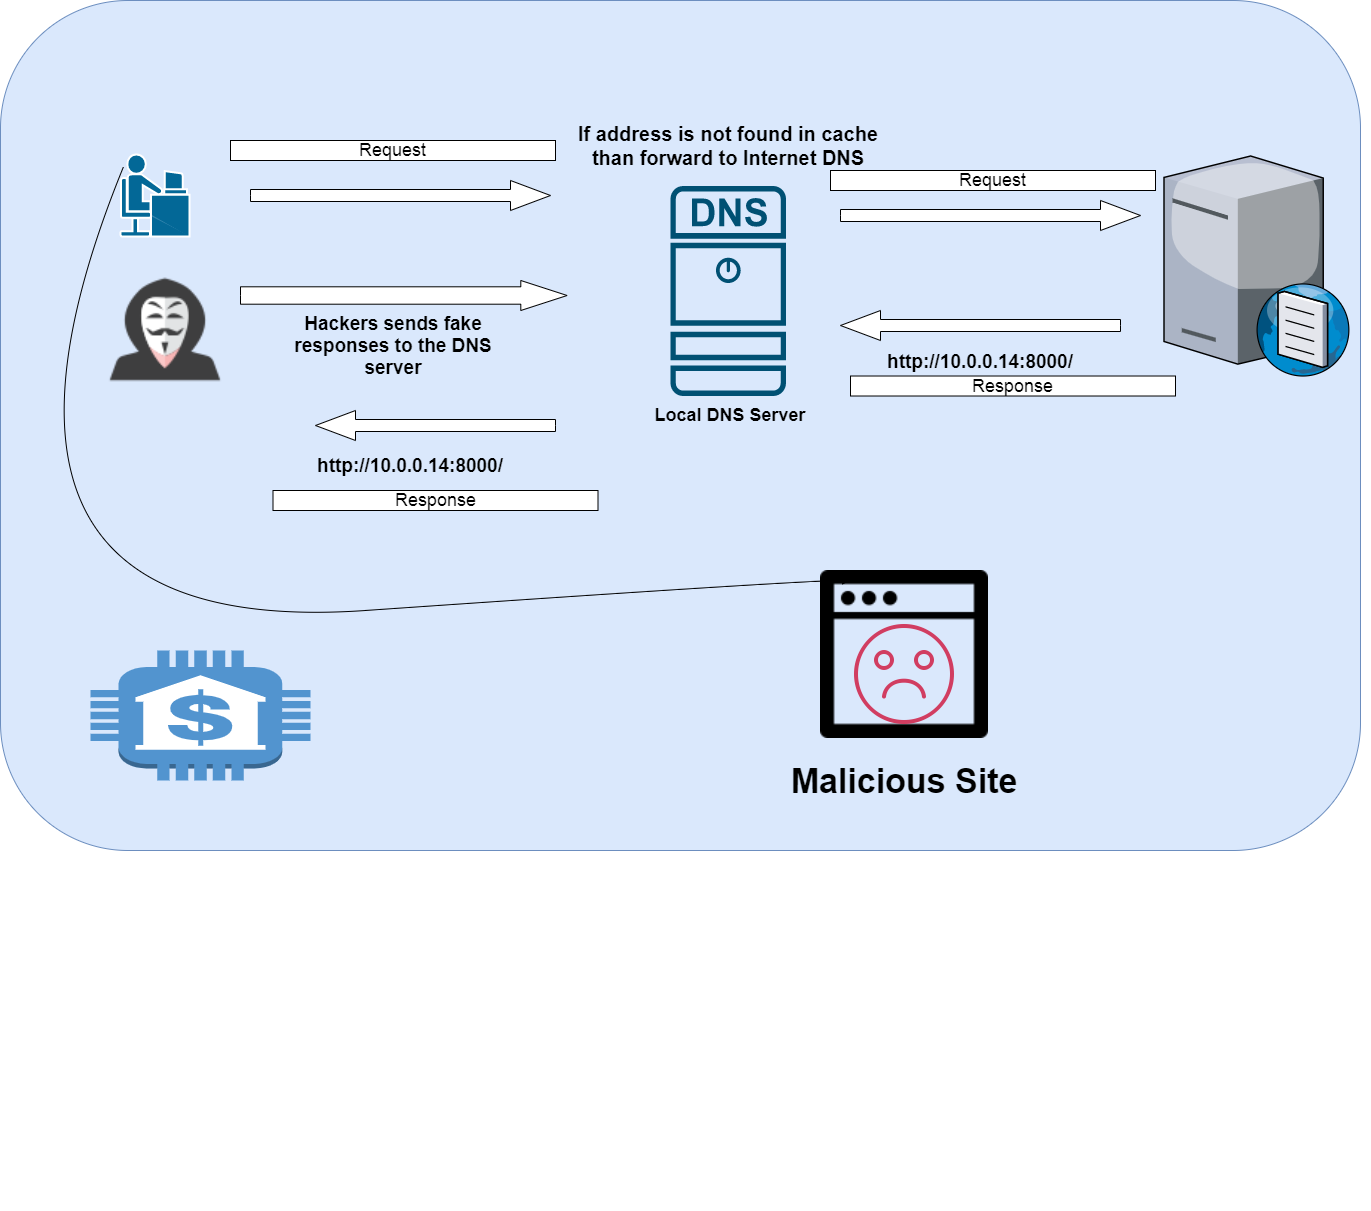 If address is not found in cache
than forward to Internet DNS
Request
Request
DNS
Hackers sends fake
responses to the DNS
server
http://10.0.0.14:8000/
Response
Local DNS Server
http://10.0.0.14:8000/
Response
$
Malicious Site